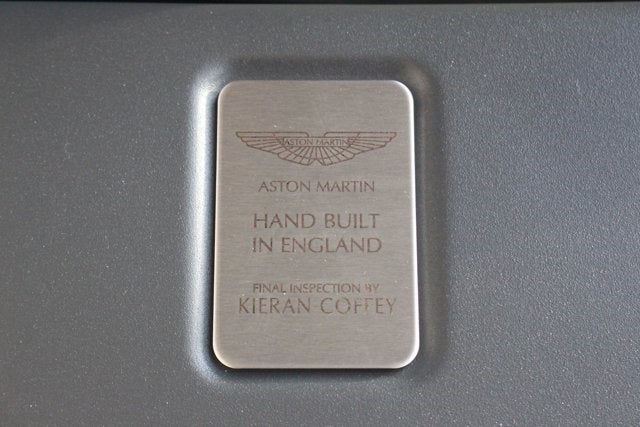 ASTON MARTIN
ASTON MARTIN
HAND BUILT
IN ENGLAND
FINAL INSPECTION BY
KIERAN COFFEY